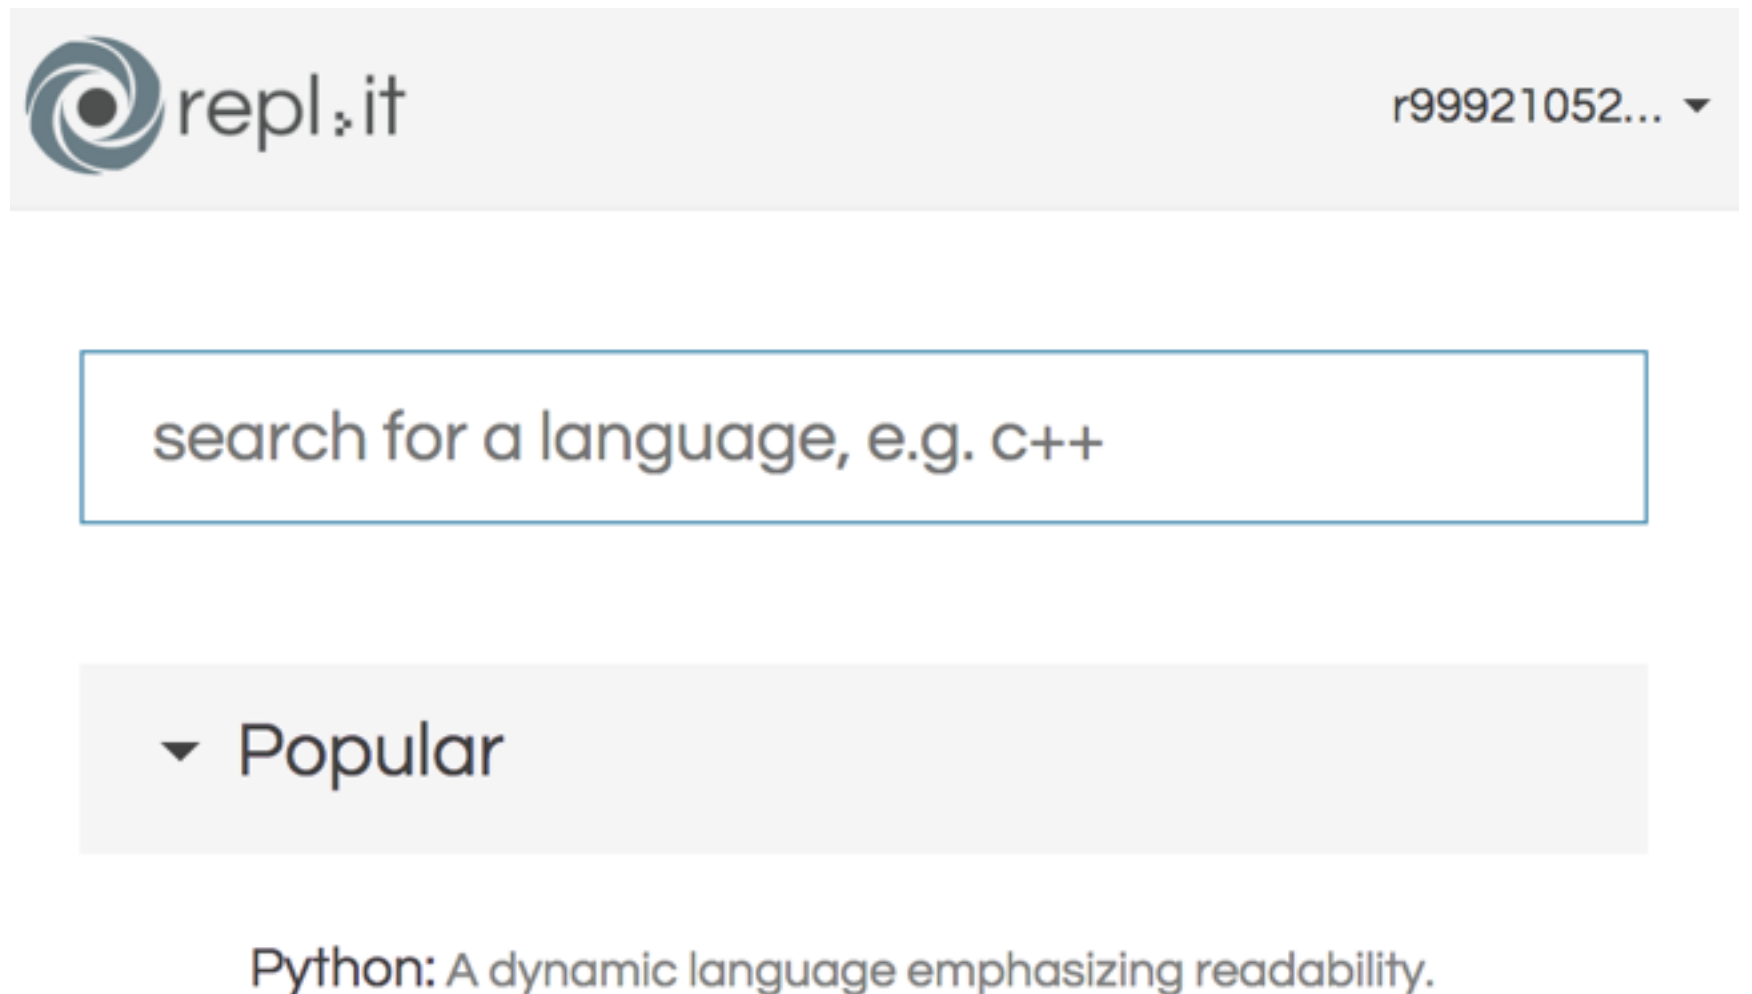 repl:it
r99921052...
search for a language, e.g. c++
Popular
Python: A dynamic language emphasizing readability.